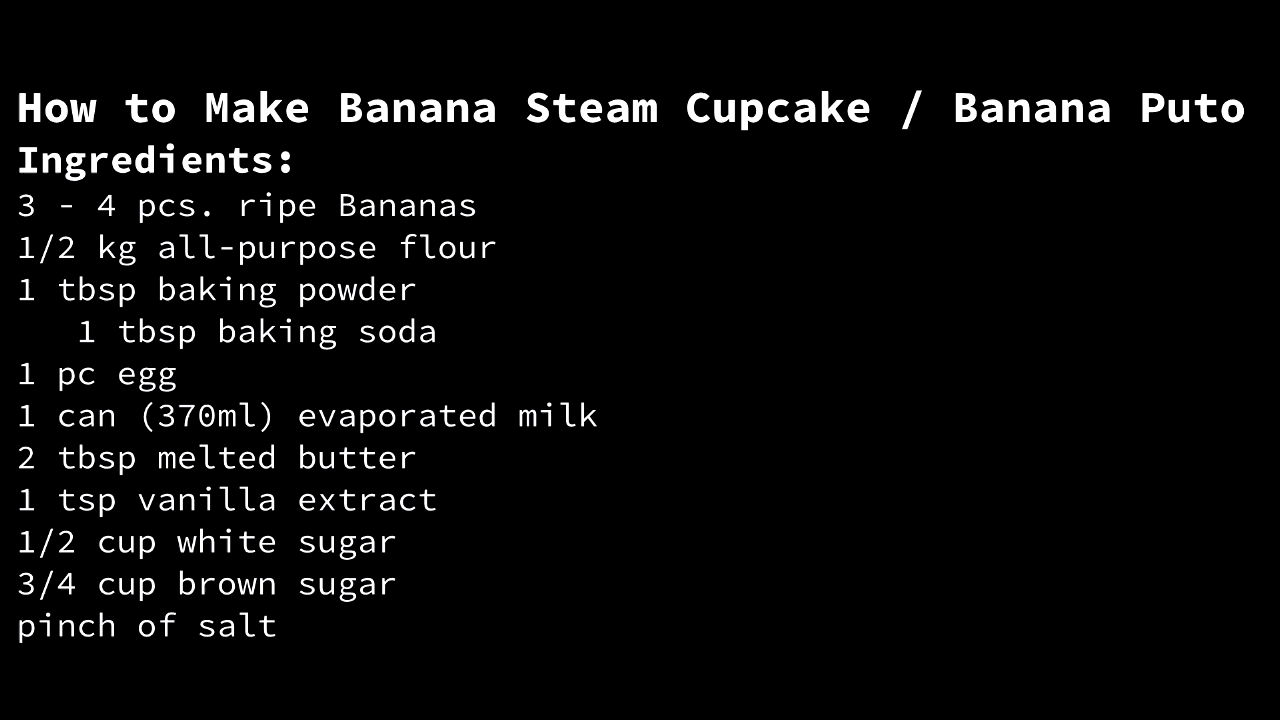 How to Make Banana Steam Cupcake / Banana Puto
Ingredients:
3 - 4 pcs. ripe Bananas
1/2 kg all-purpose flour
1 tbsp baking powder
1 tbsp baking soda
1 pc egg
1 can (370ml) evaporated milk
2 tbsp melted butter
1 tsp vanilla extract
1/2 cup white sugar
3/4 cup brown sugar
pinch of salt